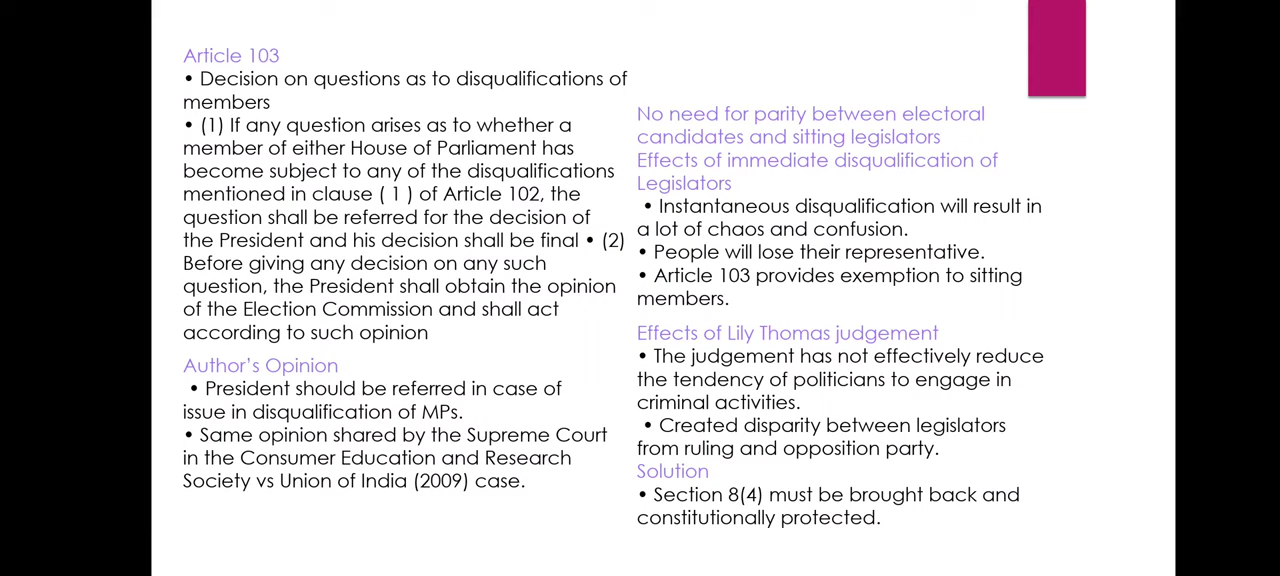 Article 103
• Decision on questions as to disqualifications of
members
• (1) If any question arises as to whether a
member of either House of Parliament has
become subject to any of the disqualifications
mentioned in clause ( 1 ) of Article 102, the
question shall be referred for the decision of
the President and his decision shall be final • (2)
Before giving any decision on any such
question, the President shall obtain the opinion
of the Election Commission and shall act
according to such opinion
Author's Opinion
• President should be referred in case of
issue in disqualification of MPs.
• Same opinion shared by the Supreme Court
in the Consumer Education and Research
Society vs Union of India (2009) case.
No need for parity between electoral
candidates and sitting legislators
Effects of immediate disqualification of
Legislators
• Instantaneous disqualification will result in
a lot of chaos and confusion.
• People will lose their representative.
• Article 103 provides exemption to sitting
members.
Effects of Lily Thomas judgement
• The judgement has not effectively reduce
the tendency of politicians to engage in
criminal activities.
• Created disparity between legislators
from ruling and opposition party.
Solution
• Section 8(4) must be brought back and
constitutionally protected.